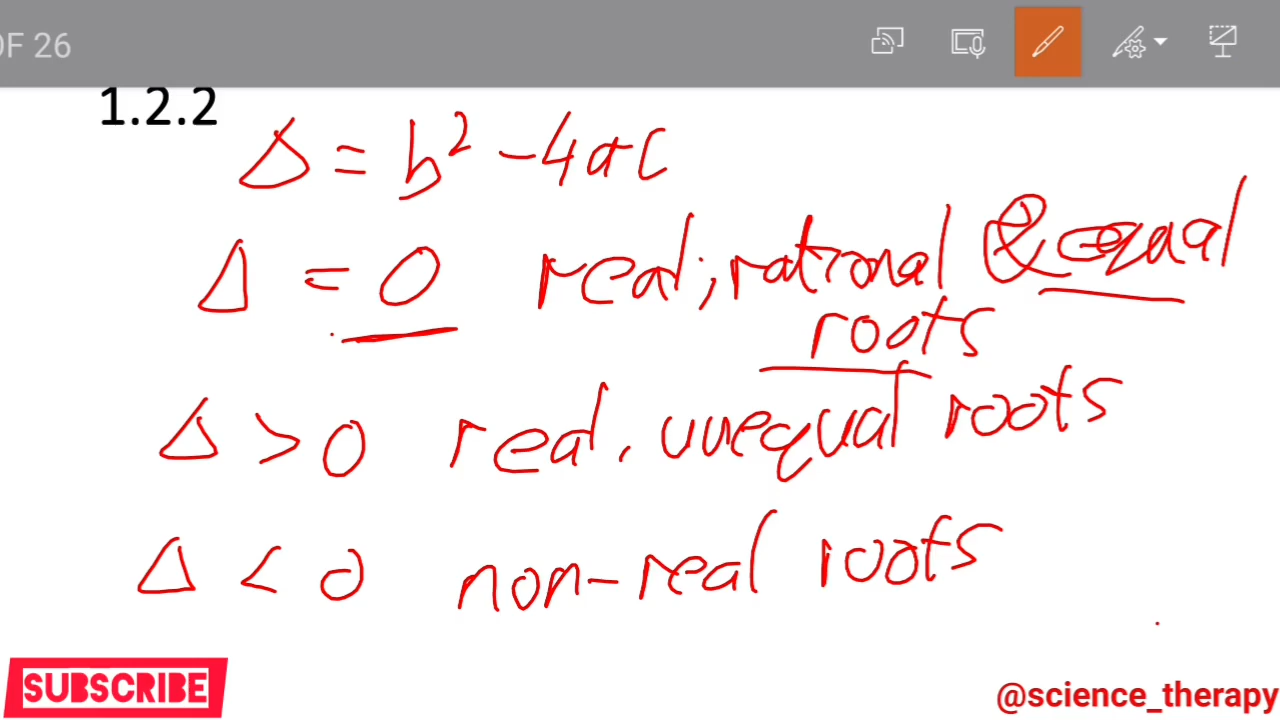 OF 26
1.2.2
Δ = b² - 4ac
Δ = 0 real; rational & equal
roots
Δ > 0 real, unequal roots
Δ < 0 non-real roots
SUBSCRIBE
@science_therapy